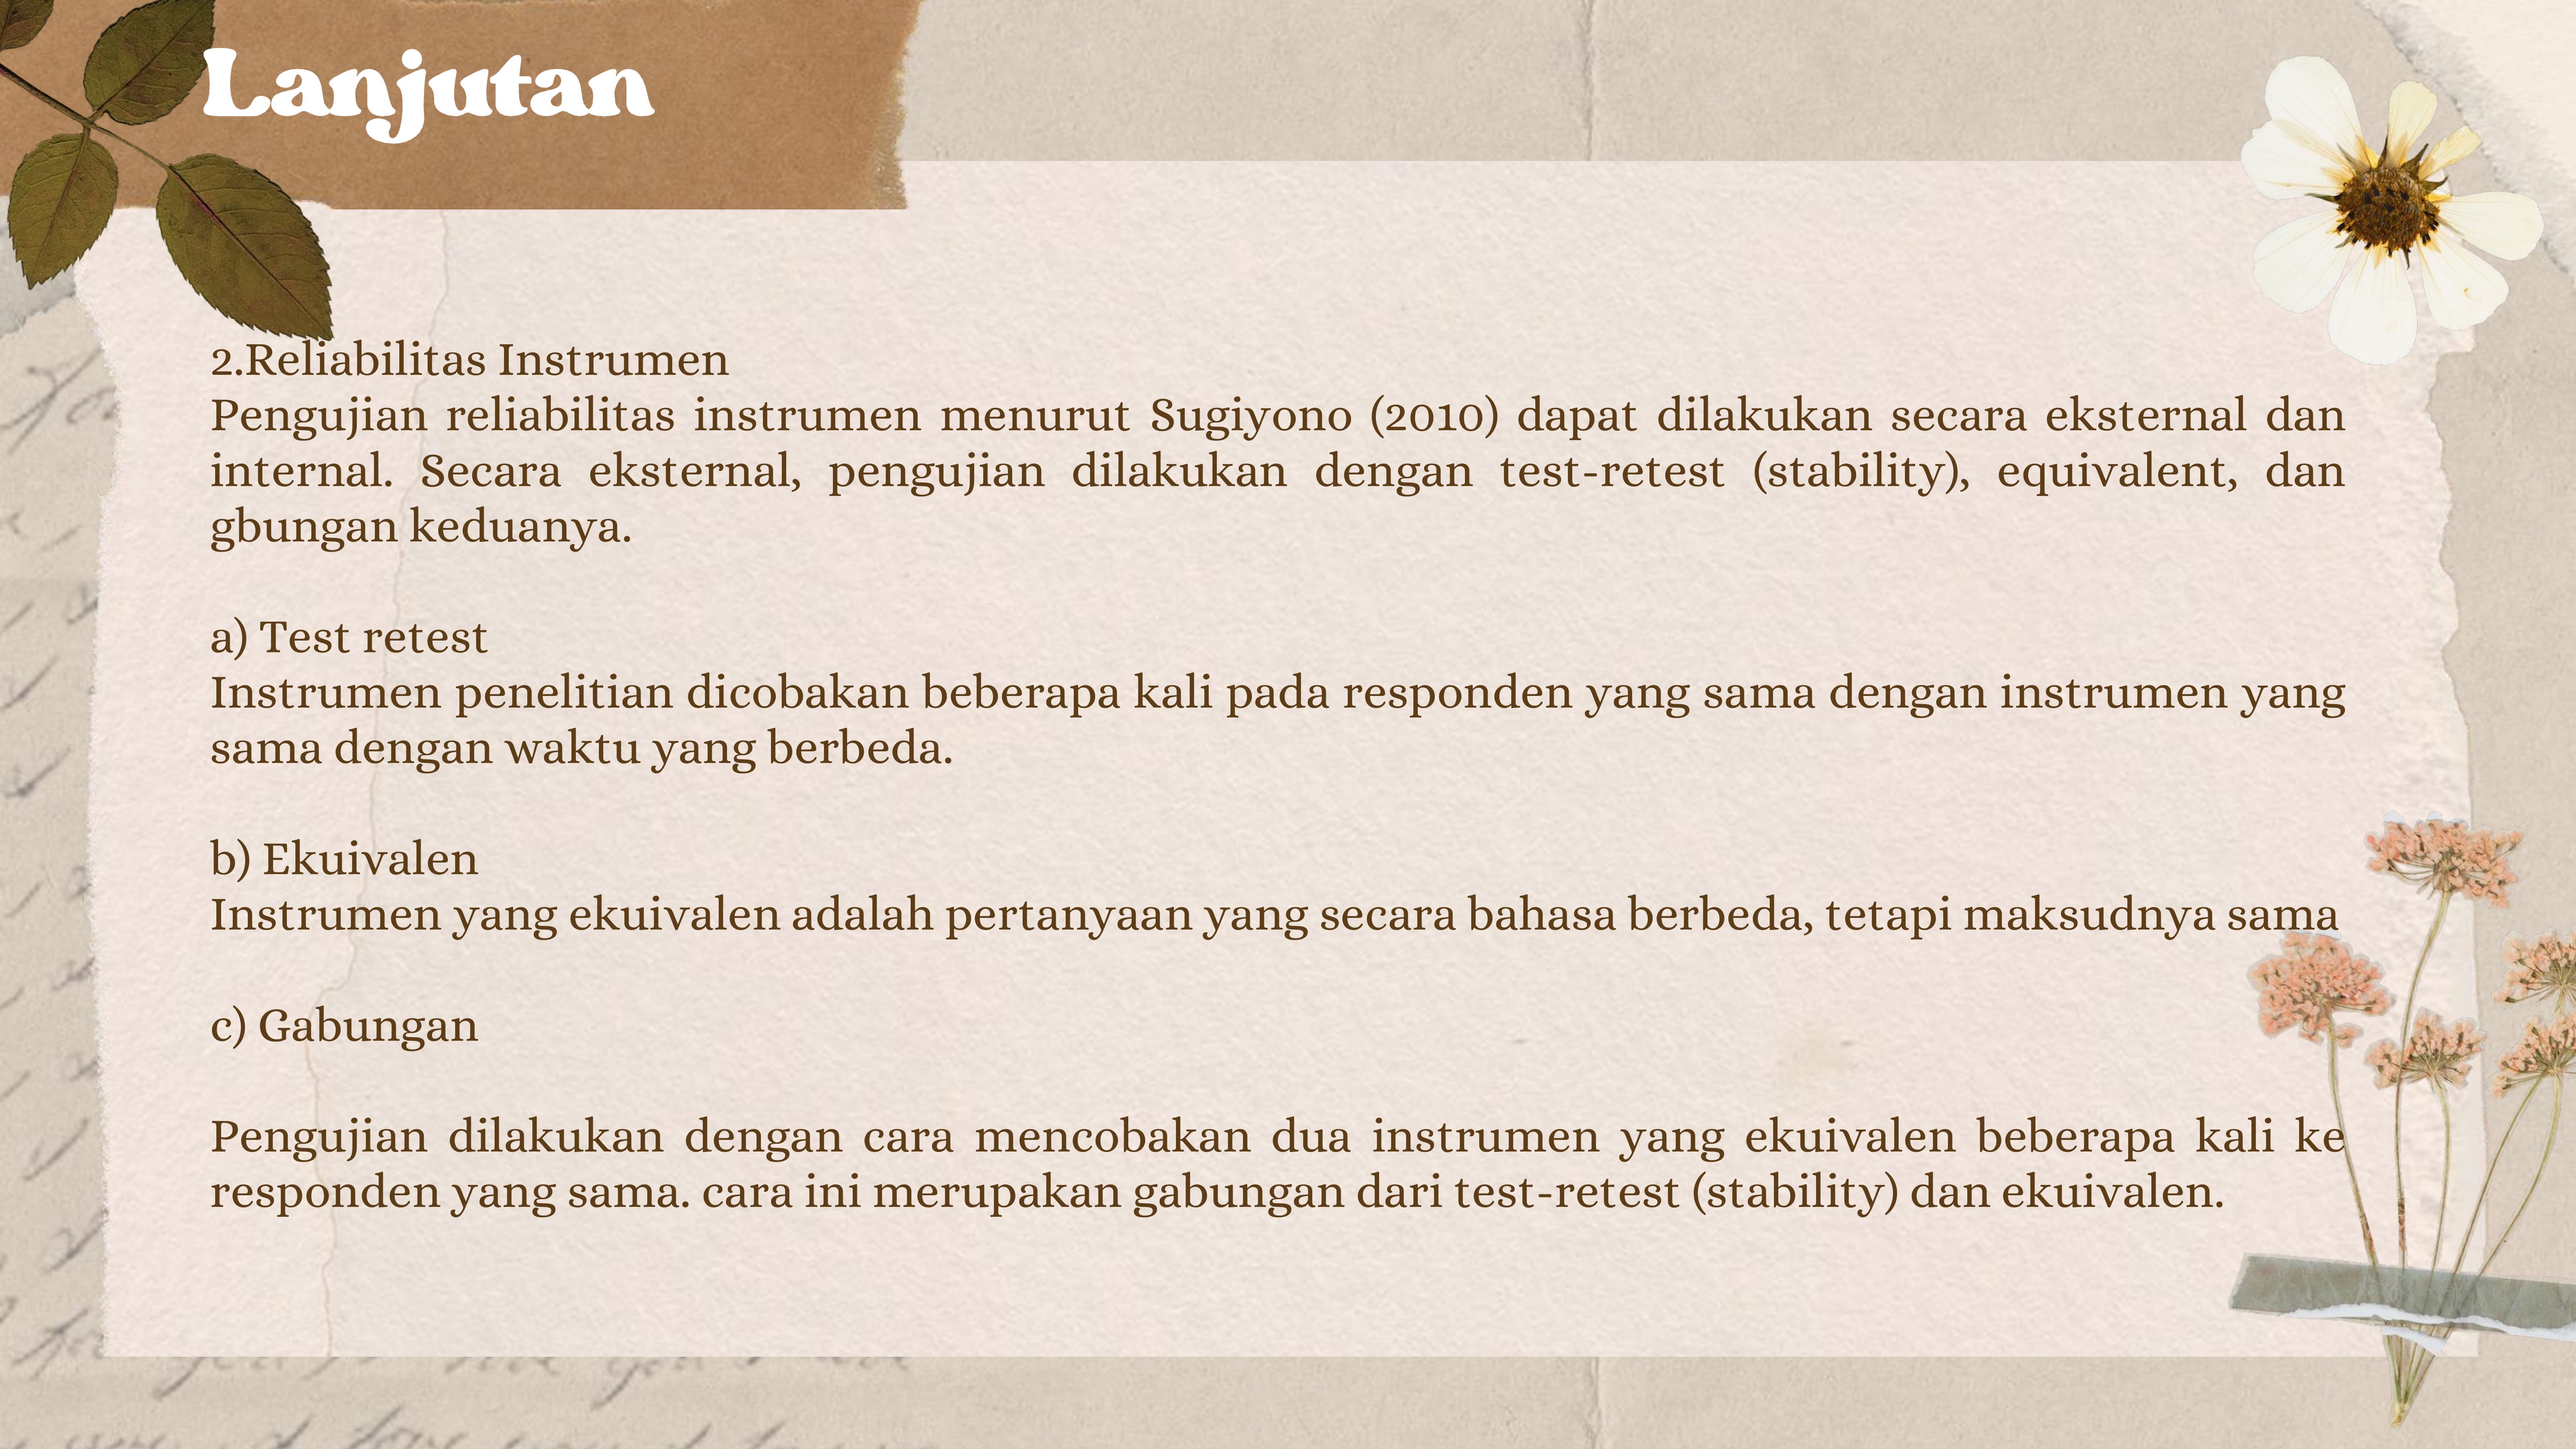 Lanjutan
2.Reliabilitas Instrumen
Pengujian reliabilitas instrumen menurut Sugiyono (2010) dapat dilakukan secara eksternal dan
internal. Secara eksternal, pengujian dilakukan dengan test-retest (stability), equivalent, dan
gbungan keduanya.
a) Test retest
Instrumen penelitian dicobakan beberapa kali pada responden yang sama dengan instrumen yang
sama dengan waktu yang berbeda.
b) Ekuivalen
Instrumen yang ekuivalen adalah pertanyaan yang secara bahasa berbeda, tetapi maksudnya sama
c) Gabungan
Pengujian dilakukan dengan cara mencobakan dua instrumen yang ekuivalen beberapa kali ke
responden yang sama. cara ini merupakan gabungan dari test-retest (stability) dan ekuivalen.